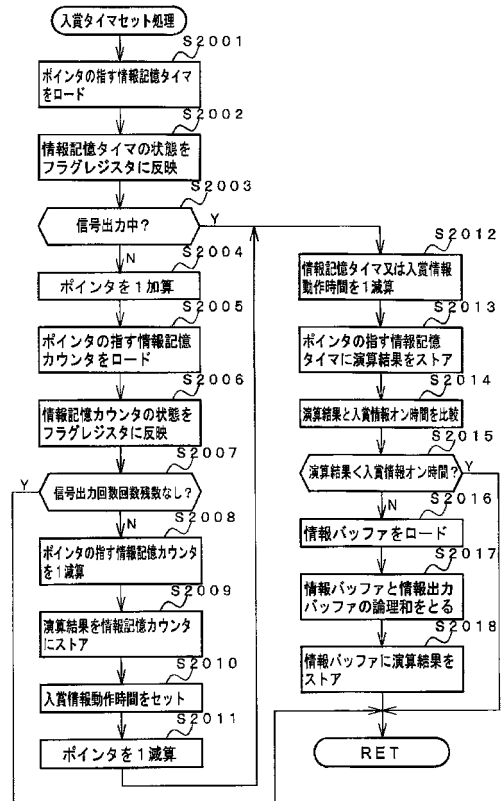 入賞タイマセット処理
S2001
ポインタの指す情報記憶タイマ
をロード
S2002
情報記憶タイマの状態を
フラグレジスタに反映
S2003
信号出力中?
Y
N
S2004
ポインタを1加算
S2005
ポインタの指す情報記憶
カウンタをロード
S2006
情報記憶カウンタの状態を
フラグレジスタに反映
S2007
Y
信号出力回数回数残数なし?
N
S2008
ポインタの指す情報記憶カウンタ
を1減算
S2009
演算結果を情報記憶カウンタ
にストア
S2010
入賞情報動作時間をセット
S2011
ポインタを1減算
S2012
情報記憶タイマ又は入賞情報
動作時間を1減算
S2013
ポインタの指す情報記憶
タイマに演算結果をストア
S2014
演算結果と入賞情報オン時間を比較
S2015
演算結果<入賞情報オン時間?
Y
N
S2016
情報バッファをロード
S2017
情報バッファと情報出力
バッファの論理和をとる
S2018
情報バッファに演算結果を
ストア
RET